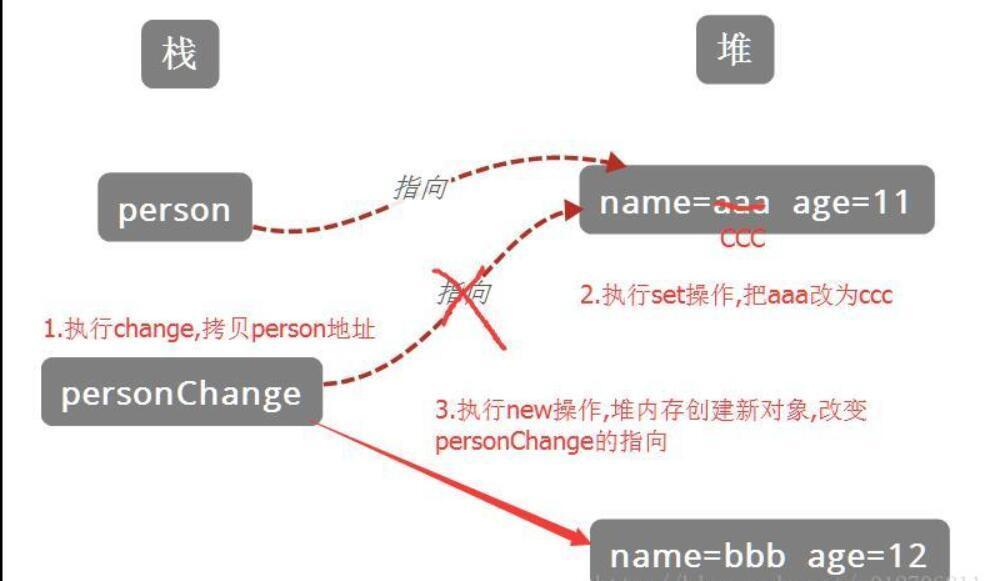 栈
堆
指向
person
name=aaa age=11
CCC
指向
2.执行set操作,把aaa改为ccc
1.执行change,拷贝person地址
personChange
3.执行new操作,堆内存创建新对象,改变
personChange的指向
name=bbb age=12